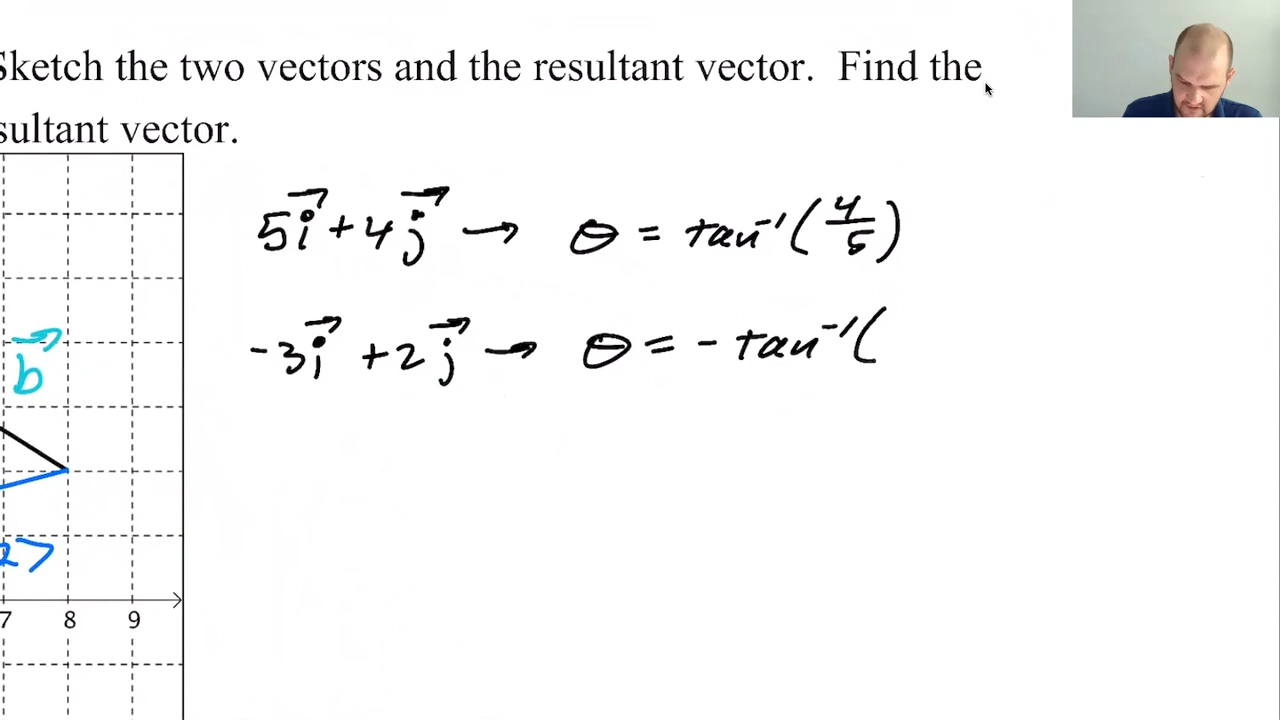 Sketch the two vectors and the resultant vector. Find the
sultant vector.
5i⃗ + 4j⃗ → θ = tan⁻¹(4/5)
-3i⃗ + 2j⃗ → θ = - tan⁻¹(
b⃗
2>
7 8 9